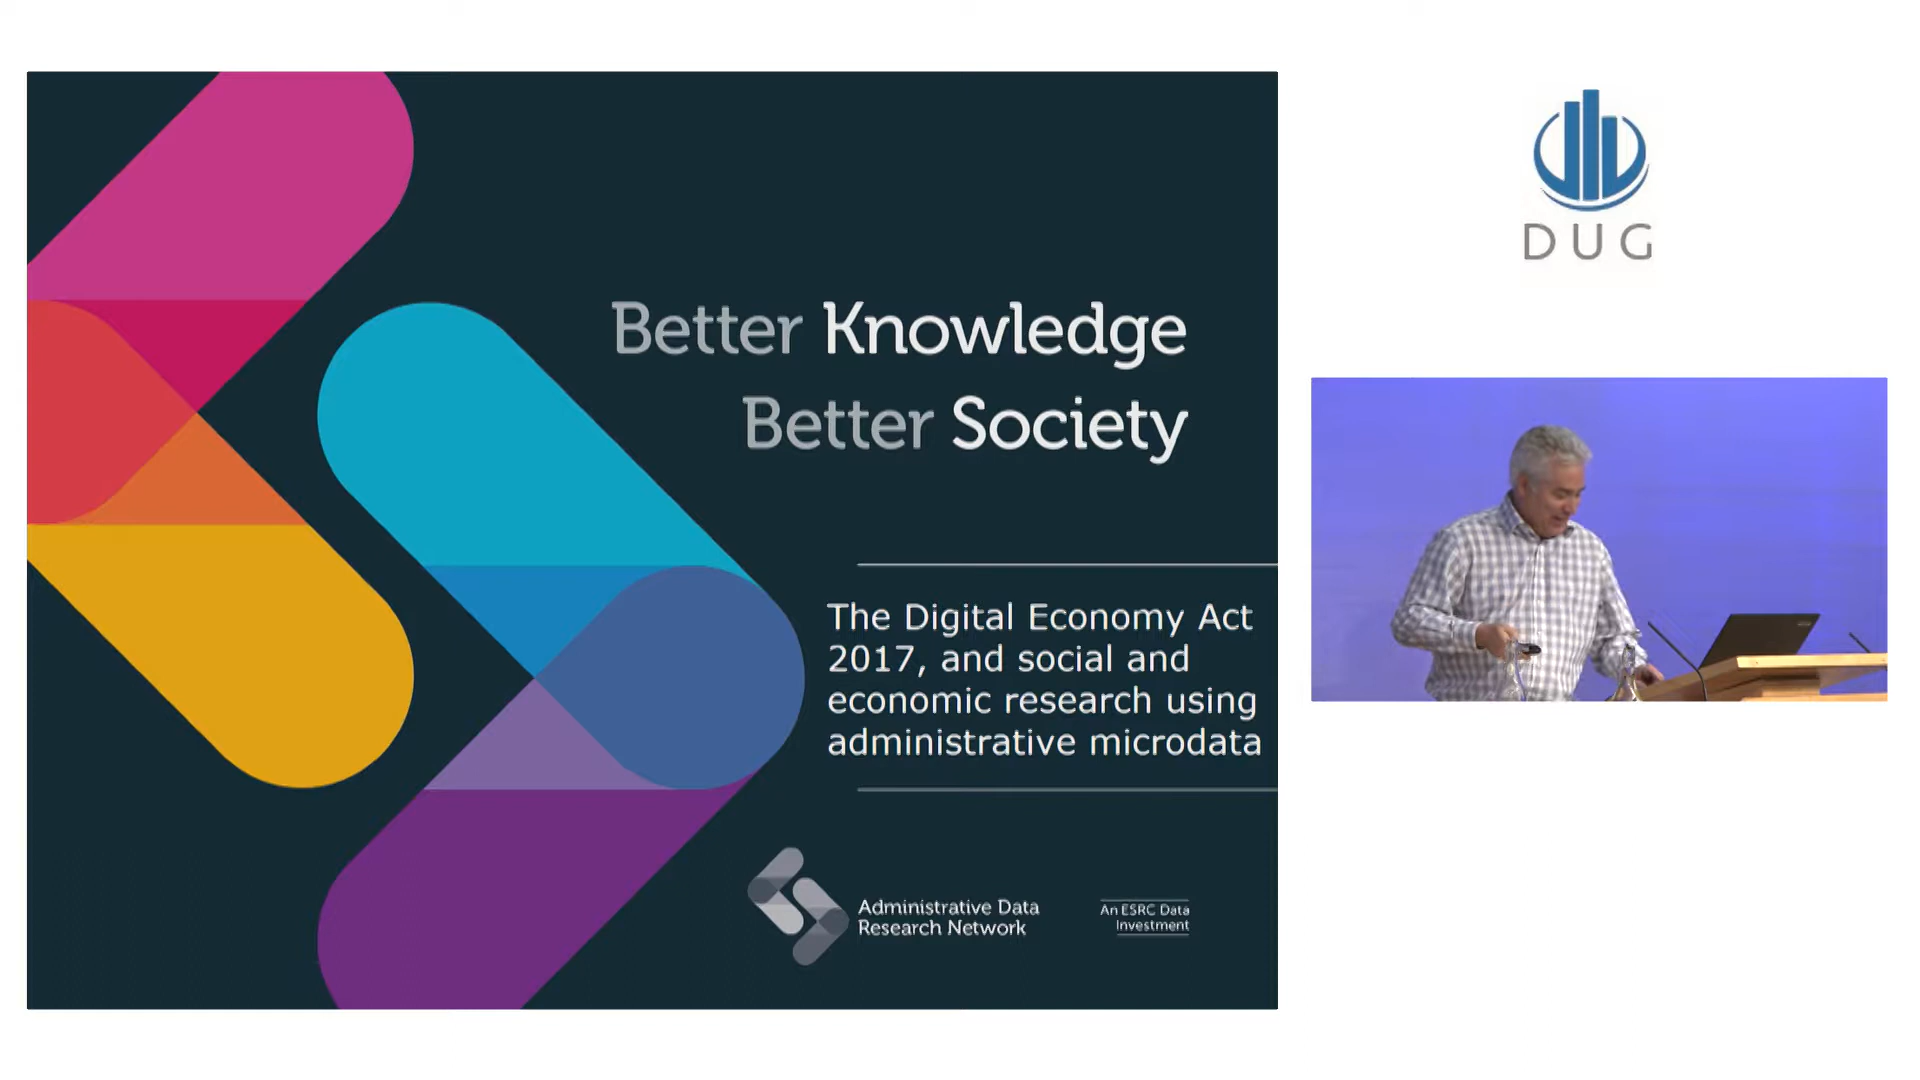 Better Knowledge
Better Society
The Digital Economy Act
2017, and social and
economic research using
administrative microdata
Administrative Data
Research Network
An ESRC Data
Investment
DUG